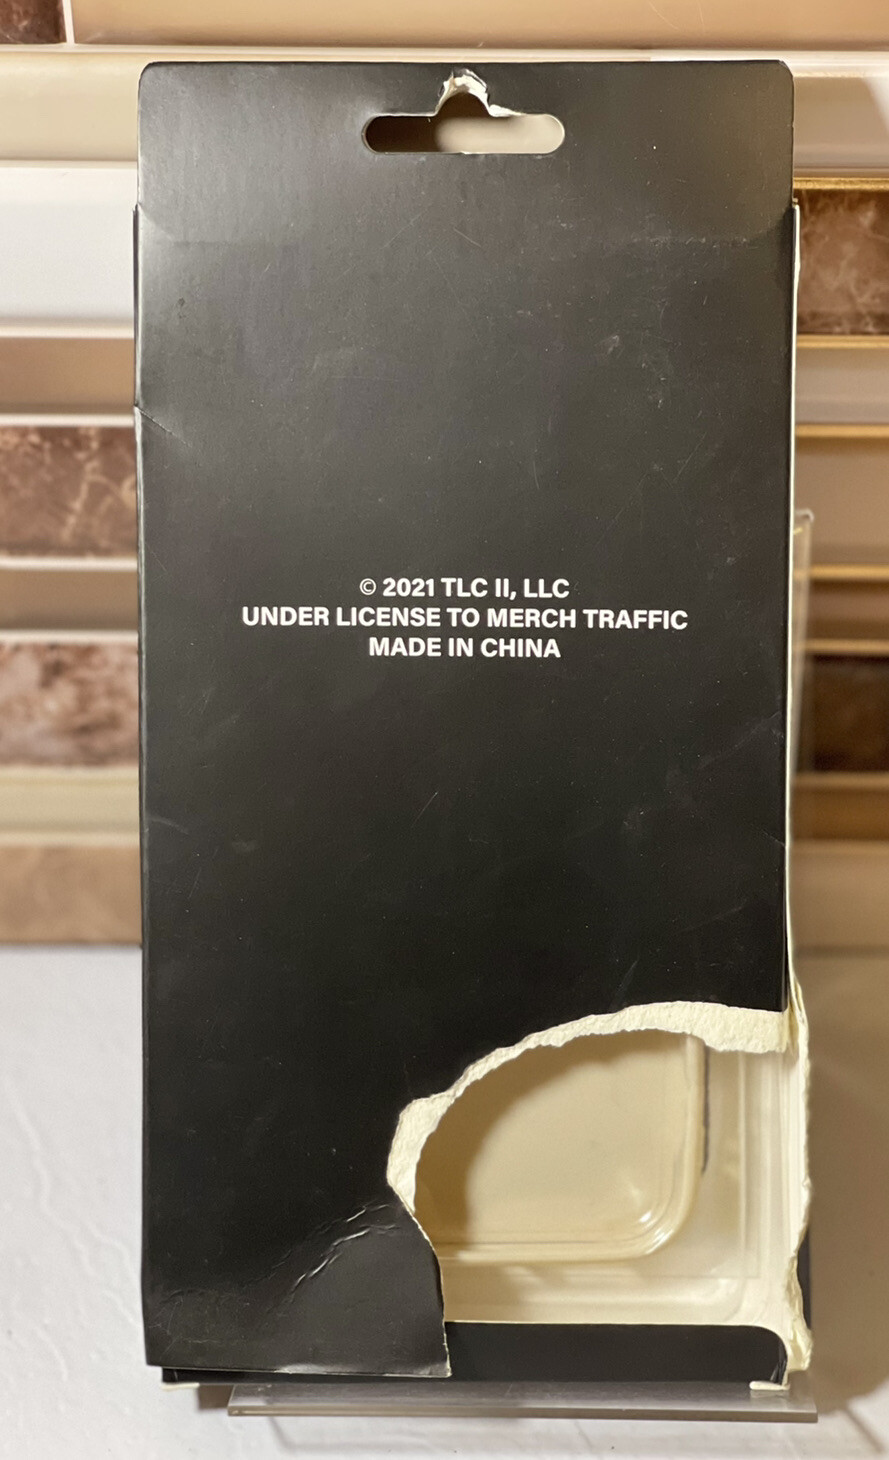 © 2021 TLC II, LLC
UNDER LICENSE TO MERCH TRAFFIC
MADE IN CHINA